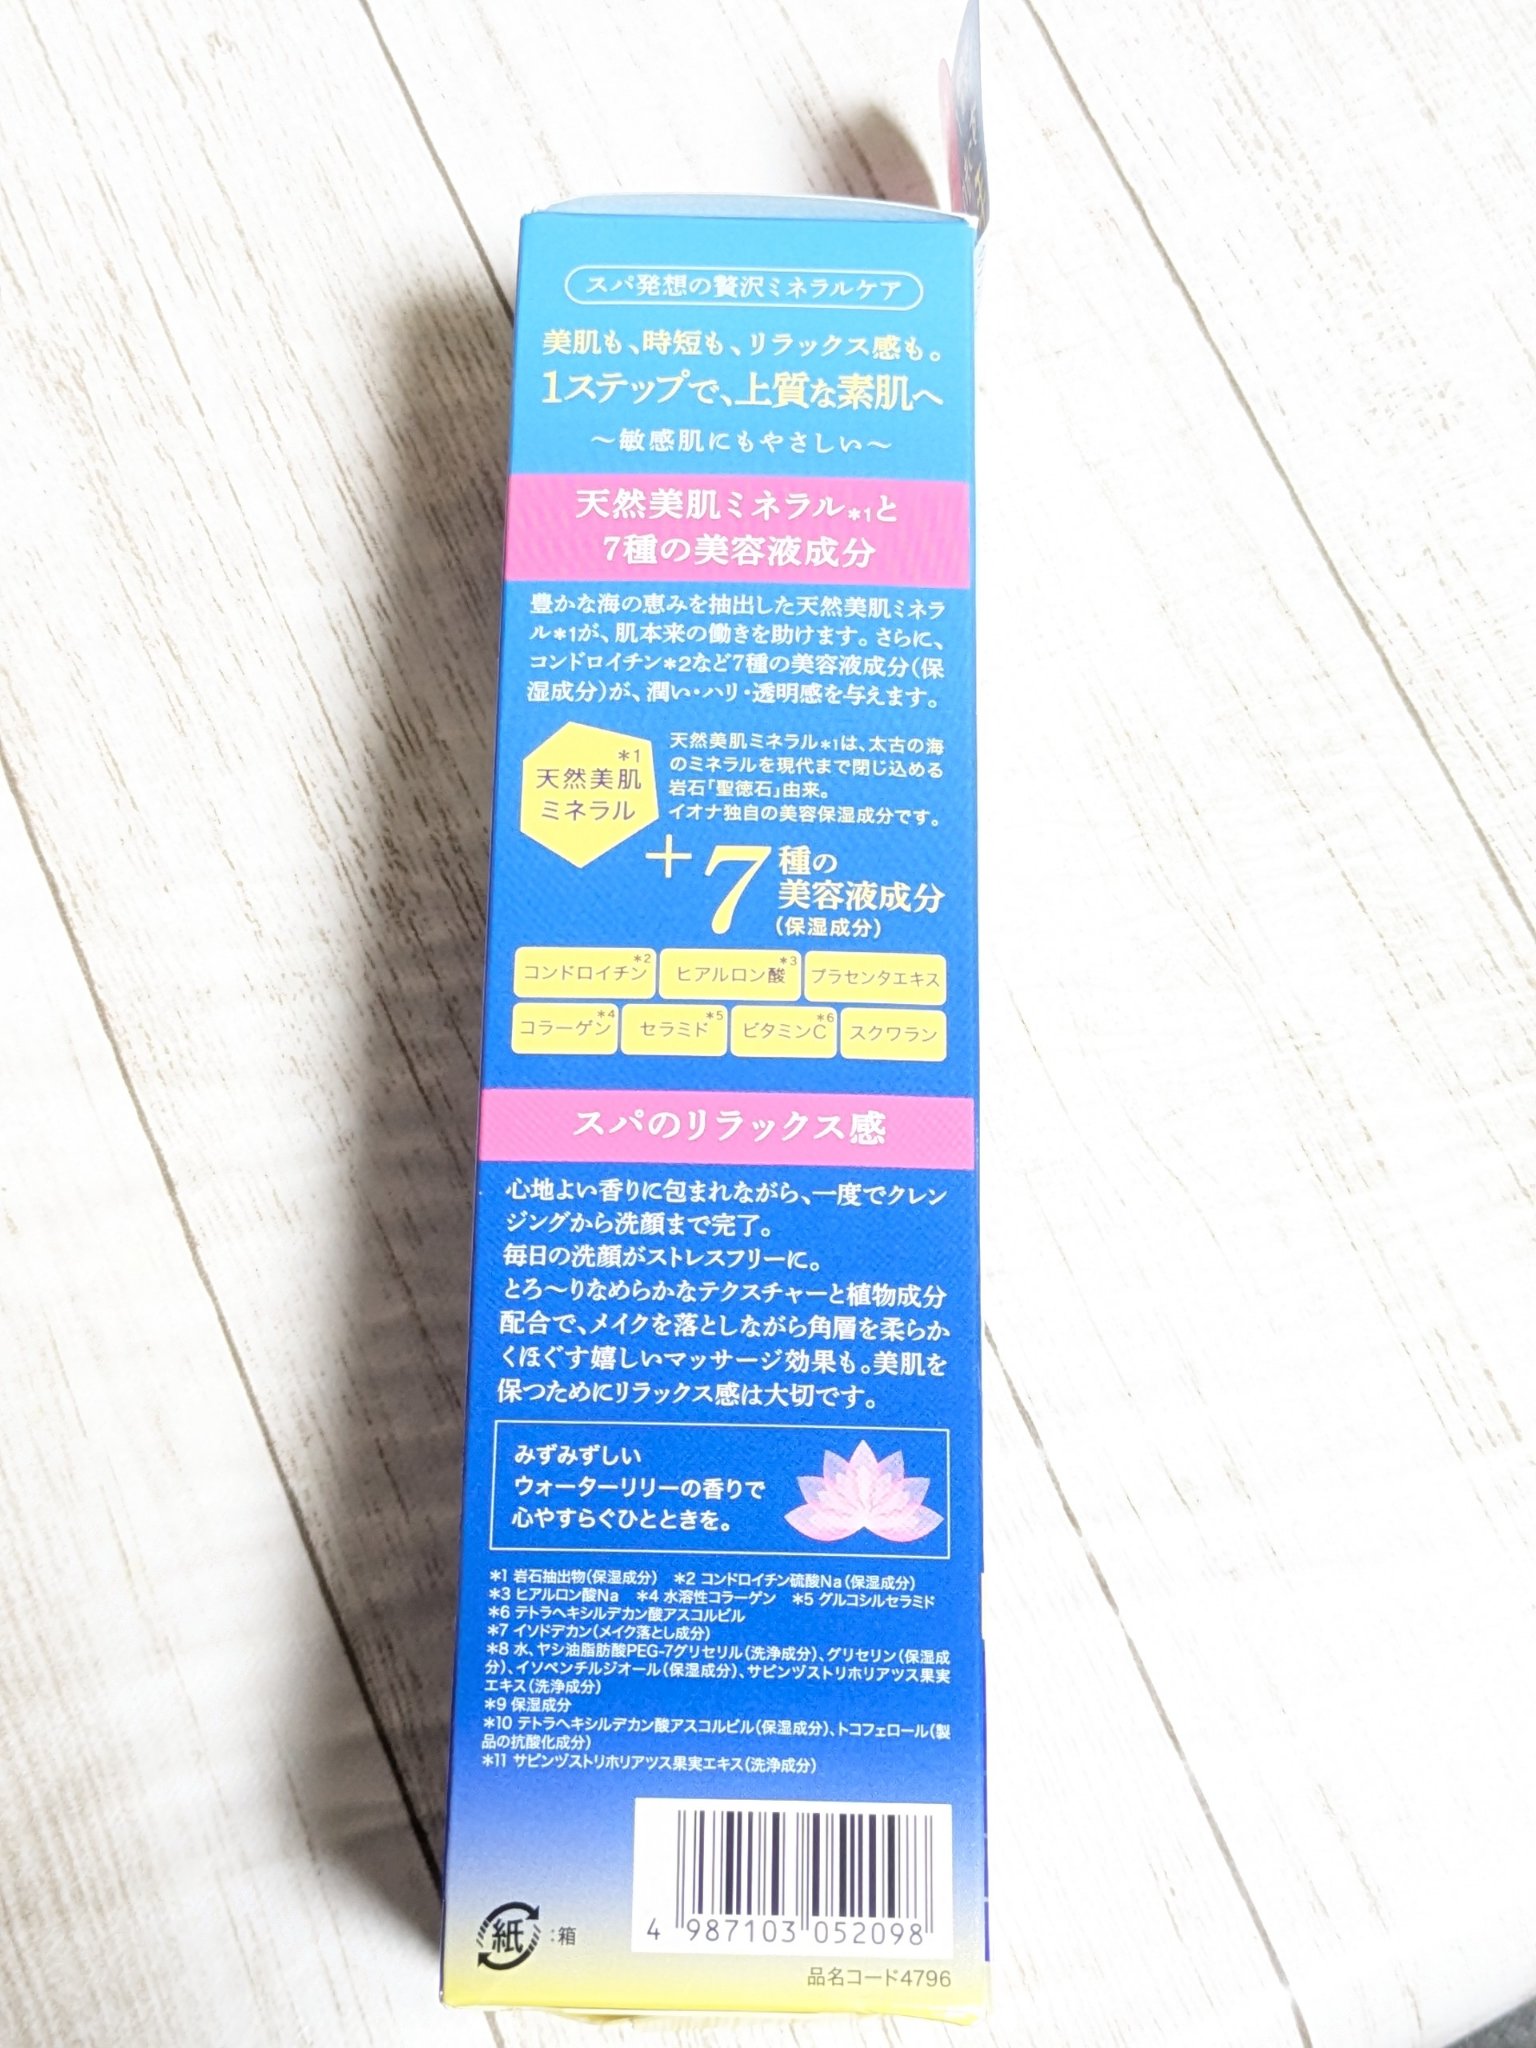 スパ発想の贅沢ミネラルケア
美肌も、時短も、リラックス感も。
1ステップで、上質な素肌へ
～敏感肌にもやさしい～
天然美肌ミネラル*1と
7種の美容液成分
豊かな海の恵みを抽出した天然美肌ミネラ
ル*1が、肌本来の働きを助けます。さらに、
コンドロイチン*2など7種の美容液成分(保
湿成分)が、潤い・ハリ・透明感を与えます。
*1
天然美肌
ミネラル
天然美肌ミネラル*1は、太古の海
のミネラルを現代まで閉じ込める
岩石「聖徳石」由来。
イオナ独自の美容保湿成分です。
+7種の
美容液成分
(保湿成分)
コンドロイチン*2 ヒアルロン酸*3 プラセンタエキス
コラーゲン*4 セラミド*5 ビタミンC*6 スクワラン
スパのリラックス感
心地よい香りに包まれながら、一度でクレン
ジングから洗顔まで完了。
毎日の洗顔がストレスフリーに。
とろ～りなめらかなテクスチャーと植物成分
配合で、メイクを落としながら角層を柔らか
くほぐす嬉しいマッサージ効果も。美肌を
保つためにリラックス感は大切です。
みずみずしい
ウォーターリリーの香りで
心やすらぐひとときを。
*1 岩石抽出物(保湿成分) *2 コンドロイチン硫酸Na(保湿成分)
*3 ヒアルロン酸Na *4 水溶性コラーゲン *5 グルコシルセラミド
*6 テトラヘキシルデカン酸アスコルビル
*7 イソドデカン(メイク落とし成分)
*8 水、ヤシ油脂肪酸PEG-7グリセリル(洗浄成分)、グリセリン(保湿成
分)、イソペンチルジオール(保湿成分)、サピンヅストリホリアツス果実
エキス(洗浄成分)
*9 保湿成分
*10 テトラヘキシルデカン酸アスコルビル(保湿成分)、トコフェロール(製
品の抗酸化成分)
*11 サピンヅストリホリアツス果実エキス(洗浄成分)
紙:箱
4 987103 052098
品名コード4796